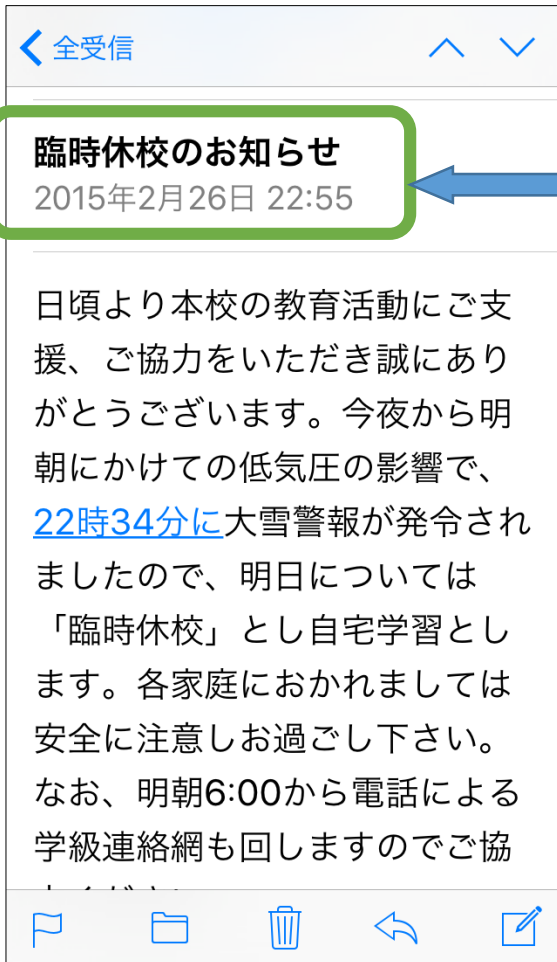 全受信
臨時休校のお知らせ
2015年2月26日 22:55
日頃より本校の教育活動にご支
援、ご協力をいただき誠にあり
がとうございます。今夜から明
朝にかけての低気圧の影響で、
22時34分に大雪警報が発令され
ましたので、明日については
「臨時休校」とし自宅学習とし
ます。各家庭におかれましては
安全に注意しお過ごし下さい。
なお、明朝6:00から電話による
学級連絡網も回しますのでご協